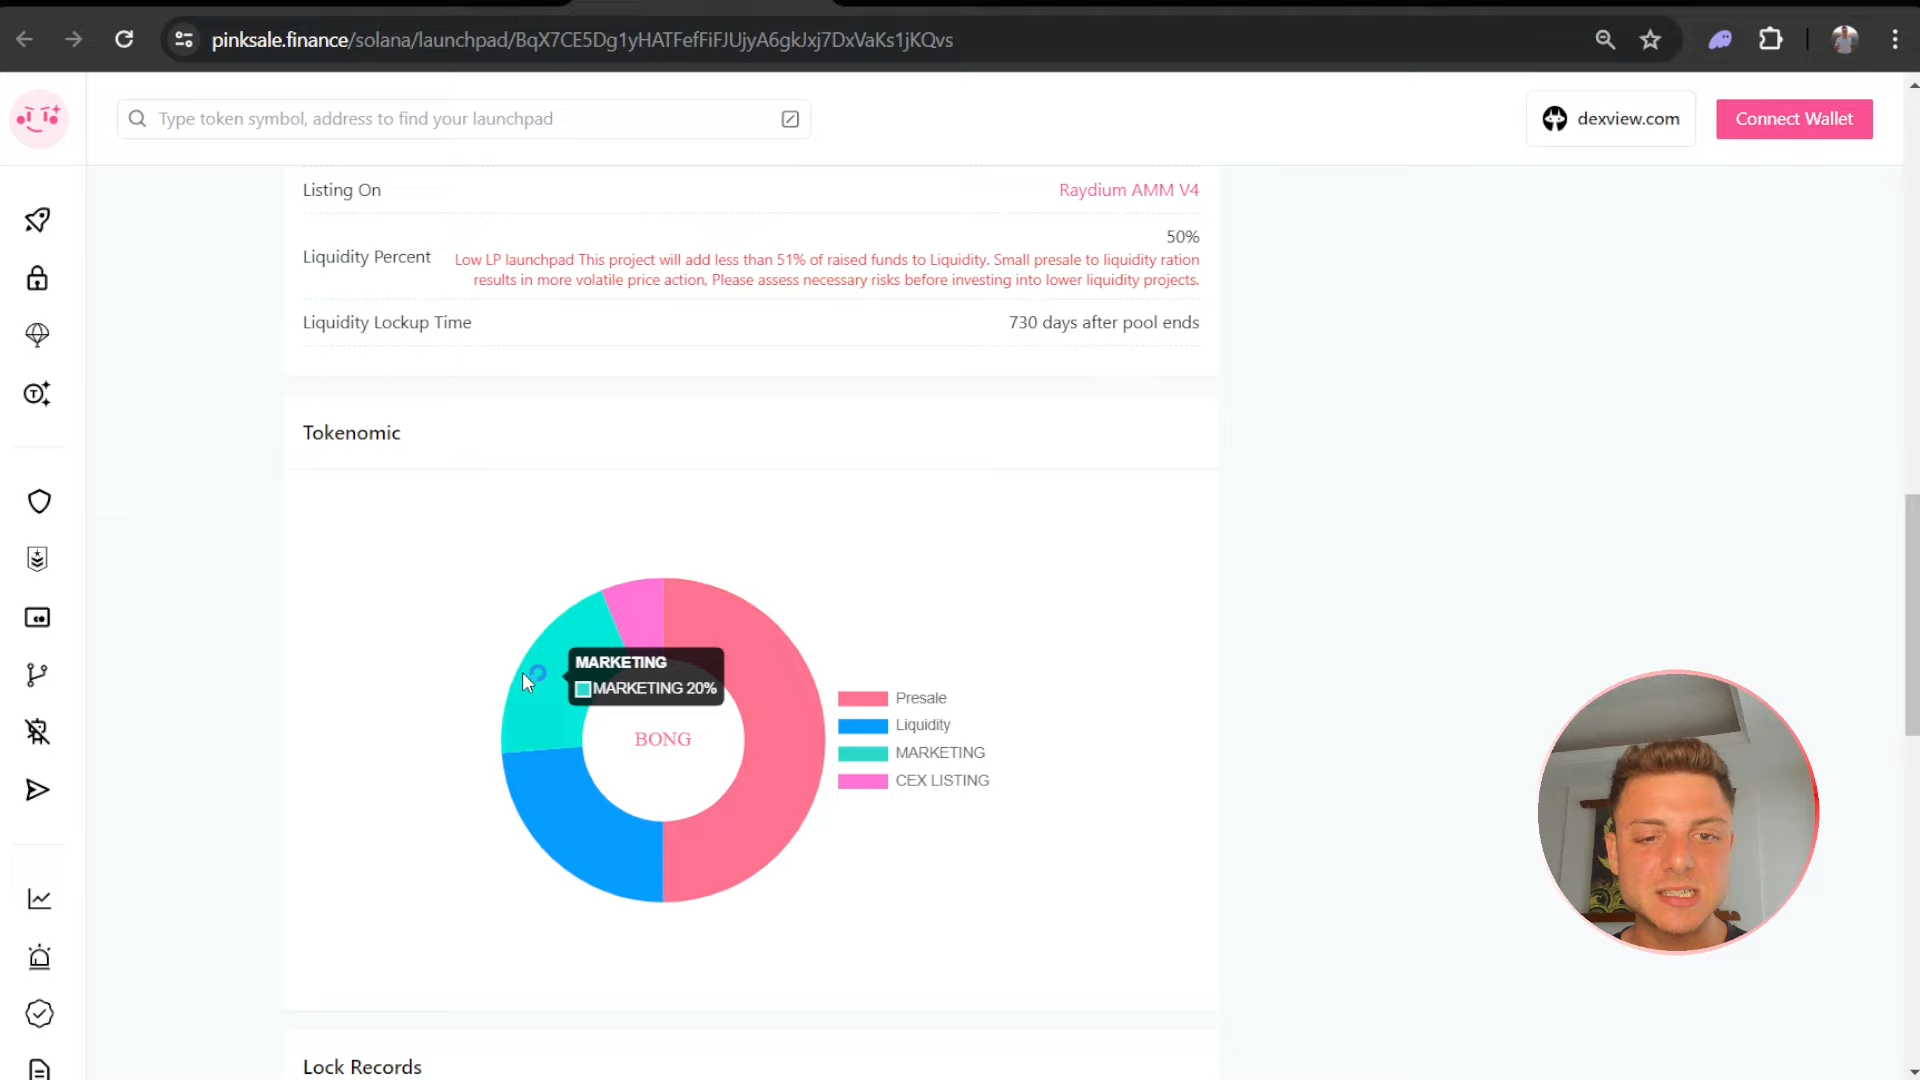 pinksale.finance/solana/launchpad/BqX7CE5Dg1yHATFefFiFJUjyA6gkJxj7DxVaKs1jKQvs
Type token symbol, address to find your launchpad
dexview.com
Connect Wallet
Listing On
Raydium AMM V4
Liquidity Percent
50%
Low LP launchpad This project will add less than 51% of raised funds to Liquidity. Small presale to liquidity ration
results in more volatile price action, Please assess necessary risks before investing into lower liquidity projects.
Liquidity Lockup Time
730 days after pool ends
Tokenomic
MARKETING
MARKETING 20%
BONG
Presale
Liquidity
MARKETING
CEX LISTING
Lock Records